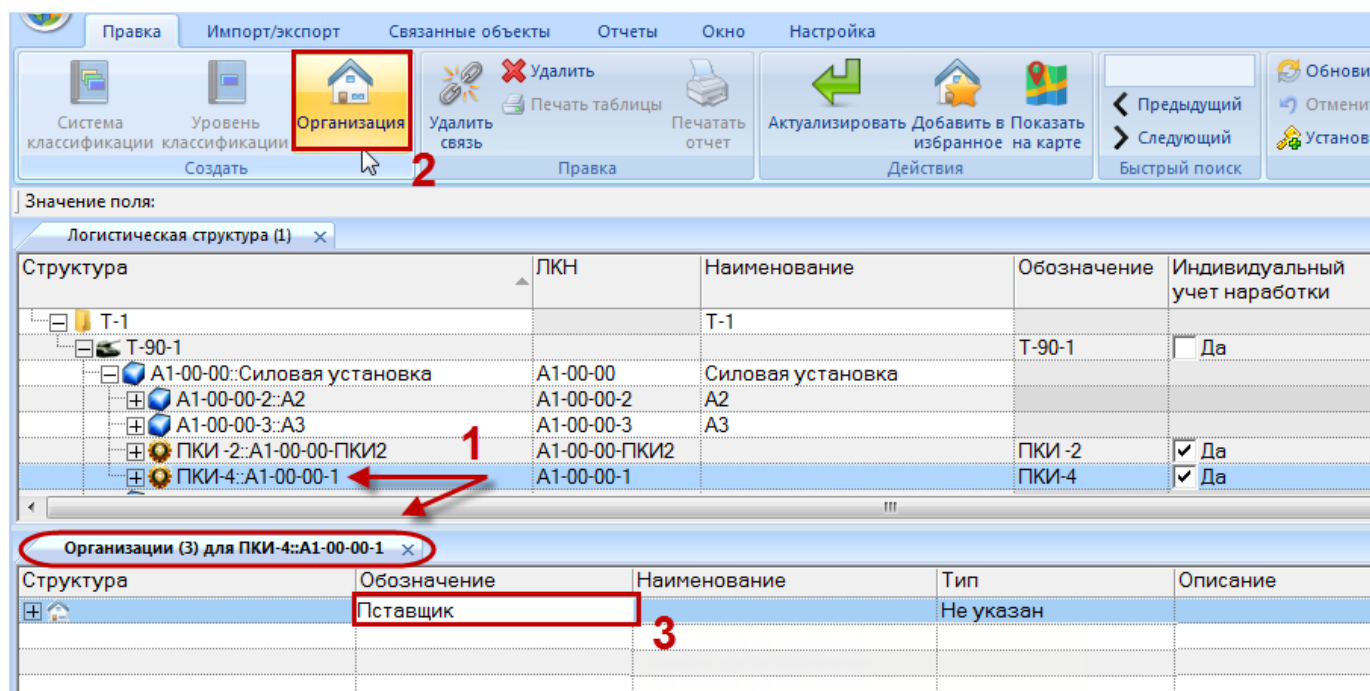 Правка Импорт/экспорт Связанные объекты Отчеты Окно Настройка
Система классификации
Уровень классификации
Организация
Создать
2
Удалить связь
Удалить
Печать таблицы
Печатать отчет
Правка
Актуализировать
Добавить в избранное
Показать на карте
Действия
Предыдущий
Следующий
Быстрый поиск
Обнови
Отмени
Установ
Значение поля:
Логистическая структура (1)
Структура ЛКН Наименование Обозначение Индивидуальный учет наработки
Т-1 Т-1
Т-90-1 Т-90-1 Да
А1-00-00::Силовая установка А1-00-00 Силовая установка
А1-00-00-2::А2 А1-00-00-2 А2
А1-00-00-3::А3 А1-00-00-3 А3
ПКИ -2::А1-00-00-ПКИ2 А1-00-00-ПКИ2 ПКИ -2 Да
1
ПКИ-4::А1-00-00-1 А1-00-00-1 ПКИ-4 Да
Организации (3) для ПКИ-4::А1-00-00-1
Структура Обозначение Наименование Тип Описание
Пставщик Не указан
3